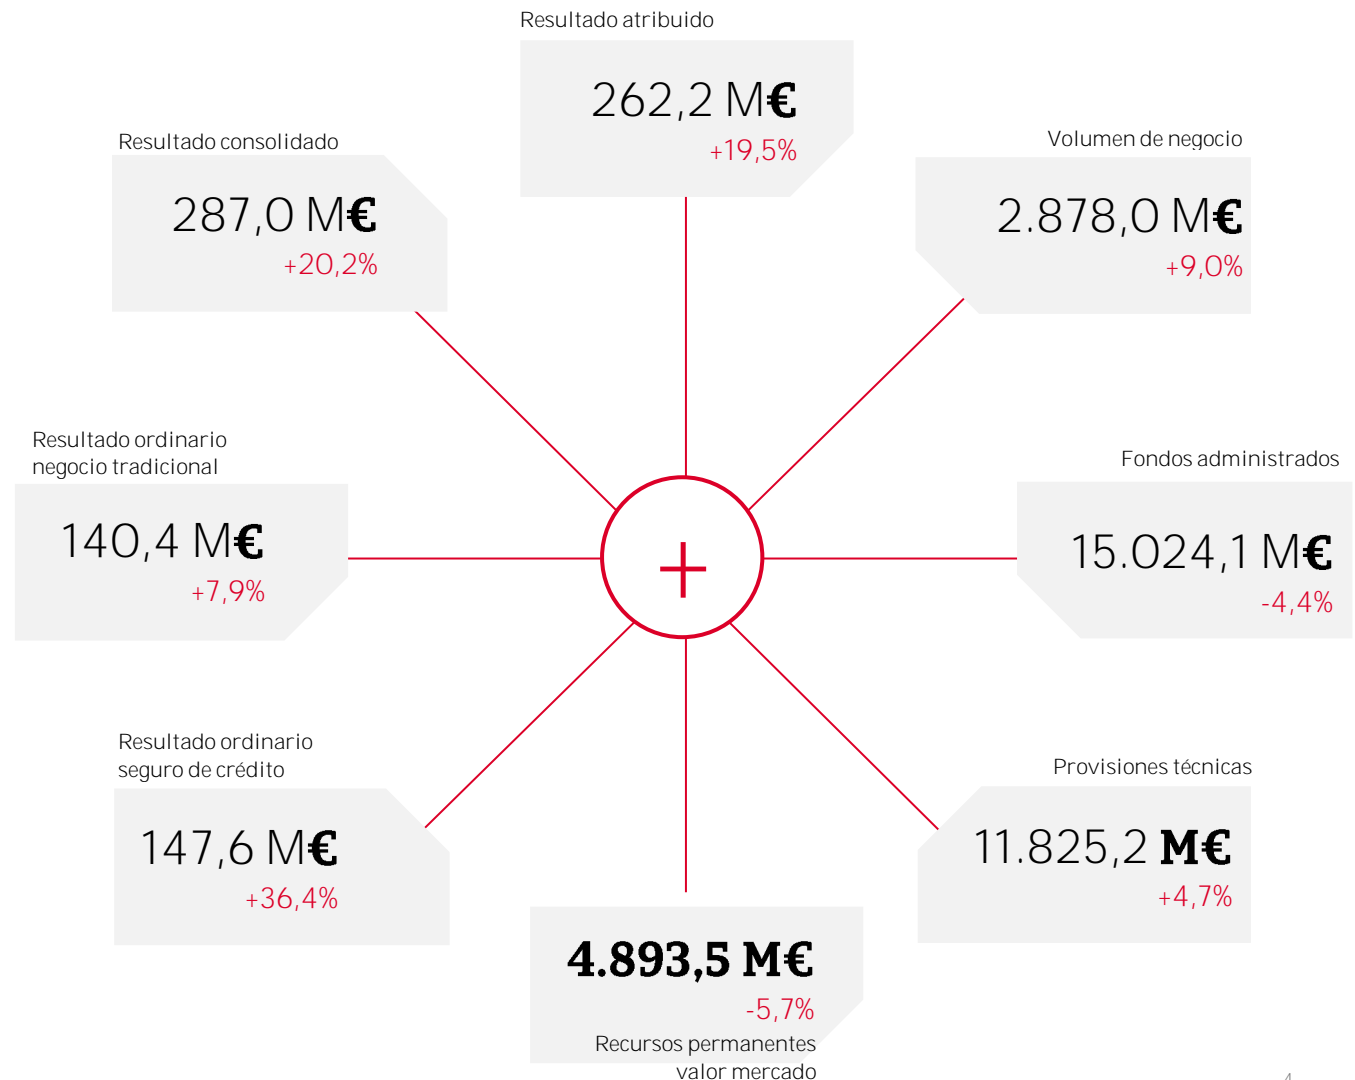 Resultado atribuido
262,2 M€
+19,5%
Resultado consolidado
287,0 M€
+20,2%
Volumen de negocio
2.878,0 M€
+9,0%
Resultado ordinario
negocio tradicional
140,4 M€
+7,9%
Fondos administrados
15.024,1 M€
-4,4%
+
Resultado ordinario
seguro de crédito
147,6 M€
+36,4%
Provisiones técnicas
11.825,2 M€
+4,7%
4.893,5 M€
-5,7%
Recursos permanentes
valor mercado
4